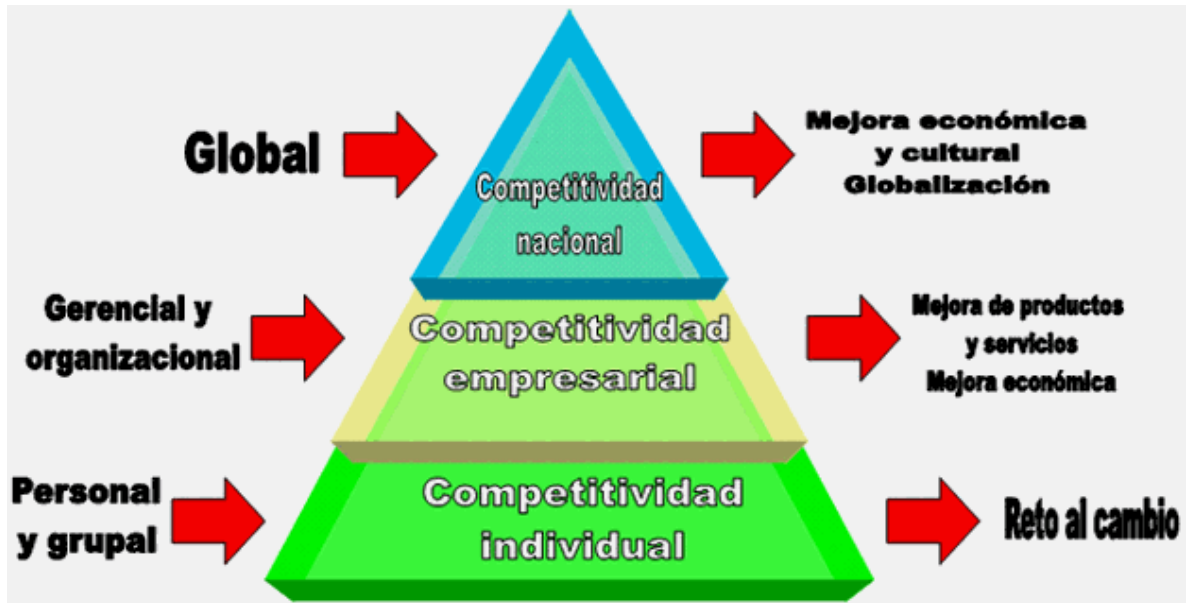 Global
Competitividad
nacional
Mejora económica
y cultural
Globalización
Gerencial y
organizacional
Competitividad
empresarial
Mejora de productos
y servicios
Mejora económica
Personal
y grupal
Competitividad
individual
Reto al cambio